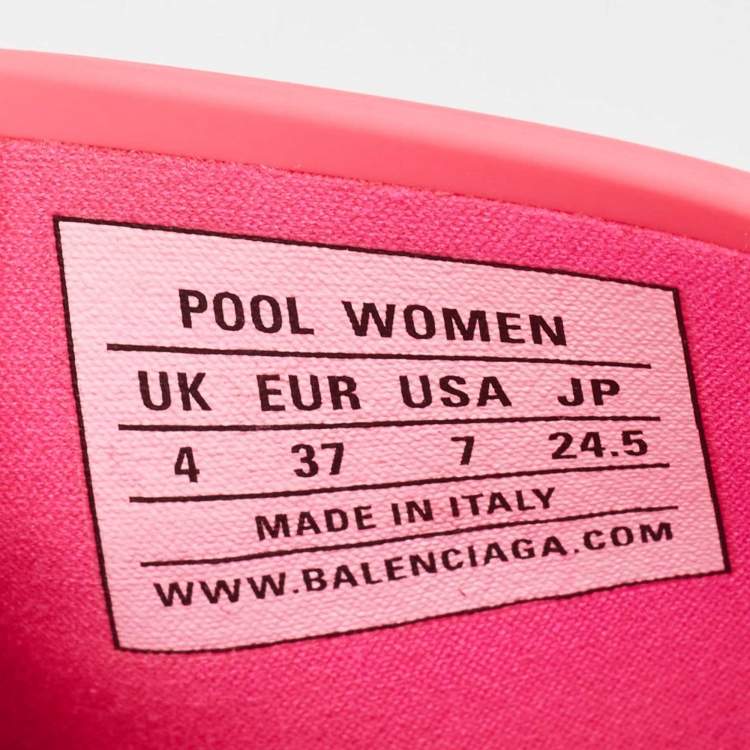 POOL WOMEN
UK EUR USA JP
4 37 7 24.5
MADE IN ITALY
WWW.BALENCIAGA.COM